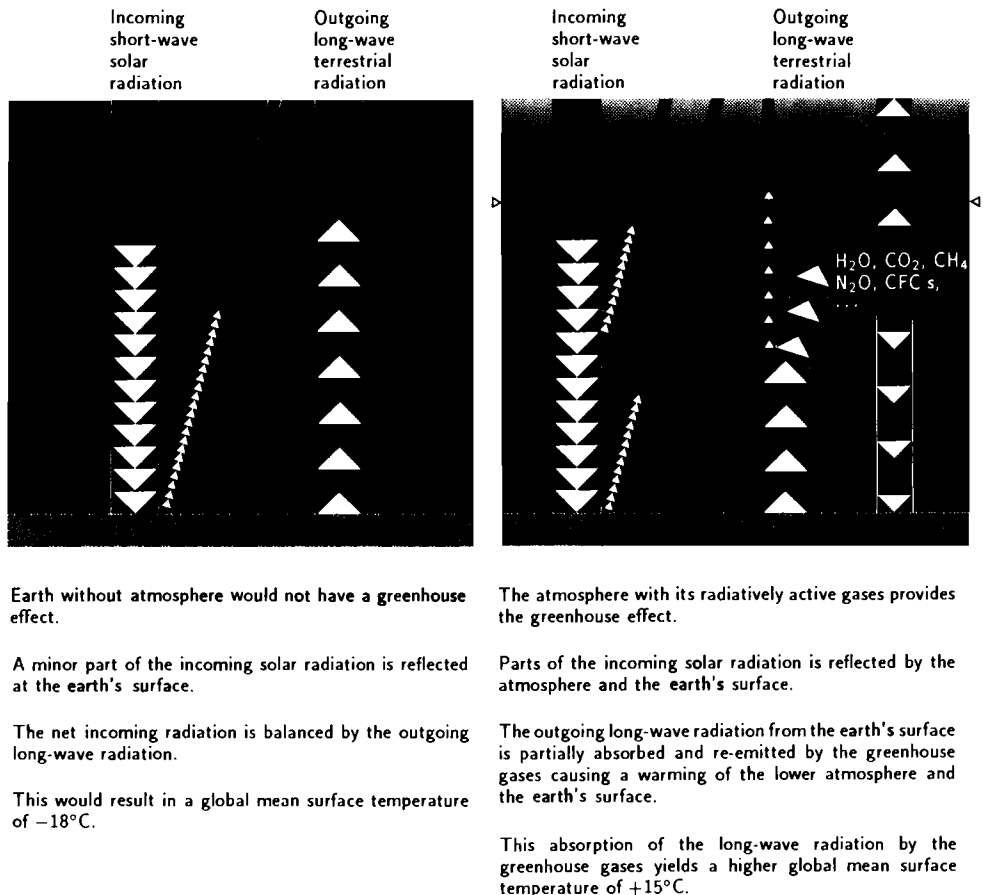 Incoming
short-wave
solar
radiation
Outgoing
long-wave
terrestrial
radiation
Incoming
short-wave
solar
radiation
Outgoing
long-wave
terrestrial
radiation
H₂O, CO₂, CH₄
N₂O, CFC s,
...
Earth without atmosphere would not have a greenhouse
effect.
A minor part of the incoming solar radiation is reflected
at the earth's surface.
The net incoming radiation is balanced by the outgoing
long-wave radiation.
This would result in a global mean surface temperature
of −18°C.
The atmosphere with its radiatively active gases provides
the greenhouse effect.
Parts of the incoming solar radiation is reflected by the
atmosphere and the earth's surface.
The outgoing long-wave radiation from the earth's surface
is partially absorbed and re-emitted by the greenhouse
gases causing a warming of the lower atmosphere and
the earth's surface.
This absorption of the long-wave radiation by the
greenhouse gases yields a higher global mean surface
temperature of +15°C.